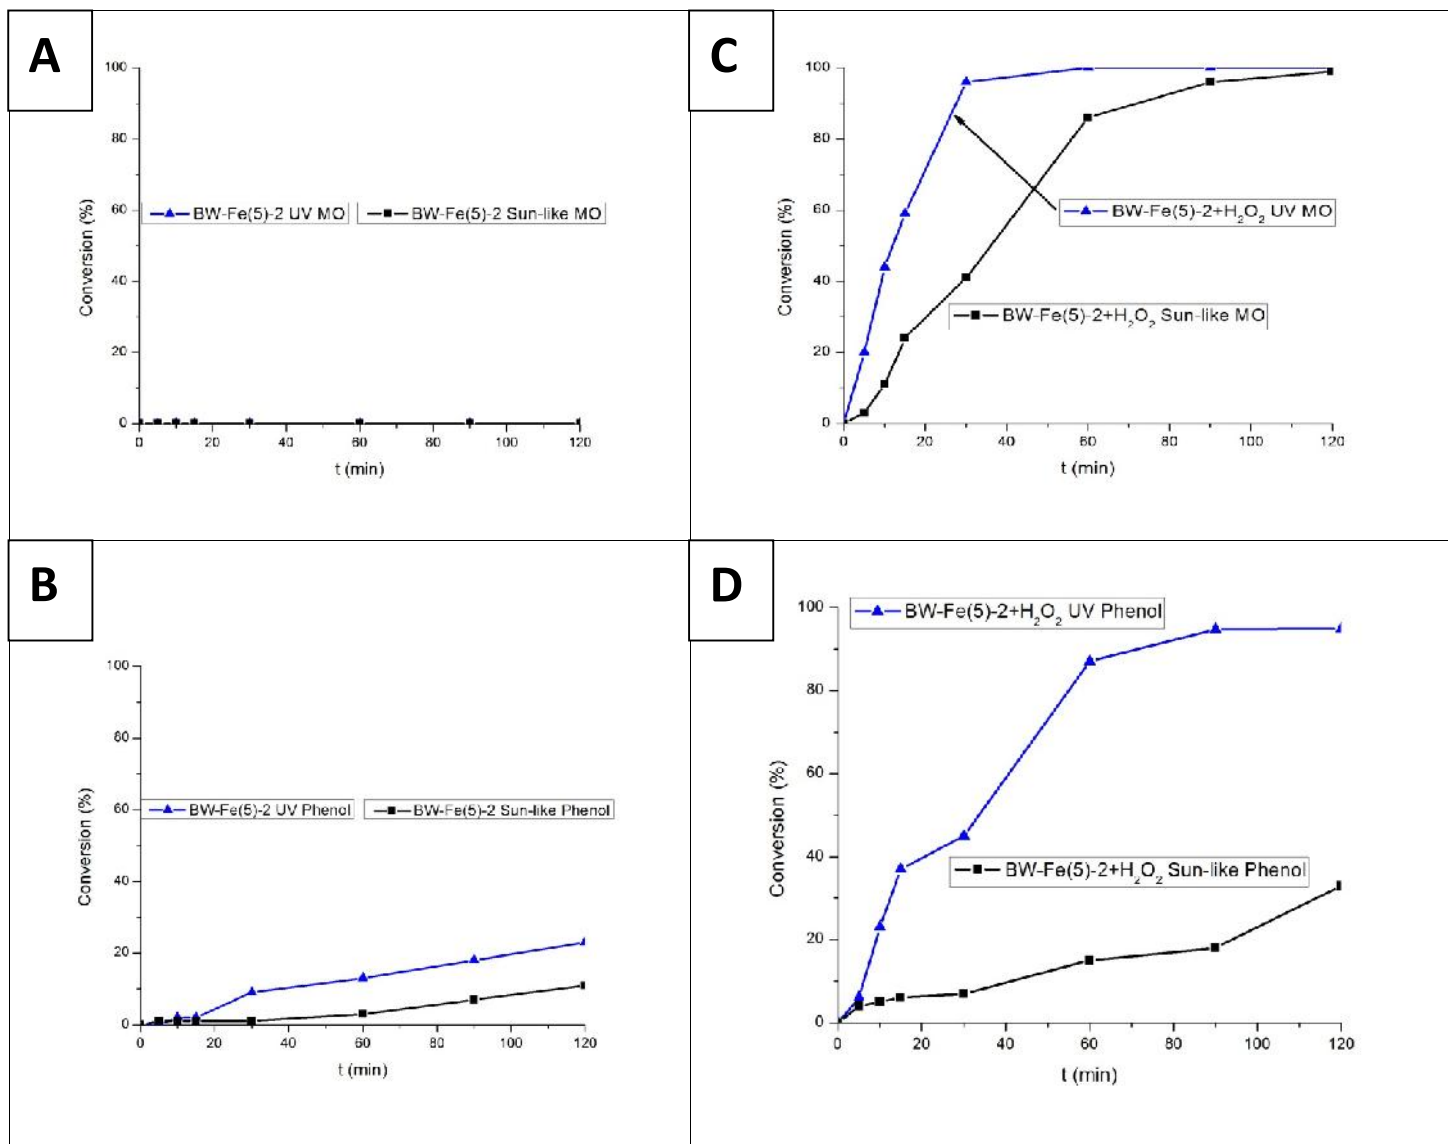 A
100
80
60
40
20
0
Conversion (%)
BW-Fe(5)-2 UV MO
BW-Fe(5)-2 Sun-like MO
0 20 40 60 80 100 120
t (min)
C
100
80
60
40
20
0
Conversion (%)
BW-Fe(5)-2+H₂O₂ UV MO
BW-Fe(5)-2+H₂O₂ Sun-like MO
0 20 40 60 80 100 120
t (min)
B
100
80
60
40
20
0
Conversion (%)
BW-Fe(5)-2 UV Phenol
BW-Fe(5)-2 Sun-like Phenol
0 20 40 60 80 100 120
t (min)
D
100
80
60
40
20
0
Conversion (%)
BW-Fe(5)-2+H₂O₂ UV Phenol
BW-Fe(5)-2+H₂O₂ Sun-like Phenol
0 20 40 60 80 100 120
t (min)